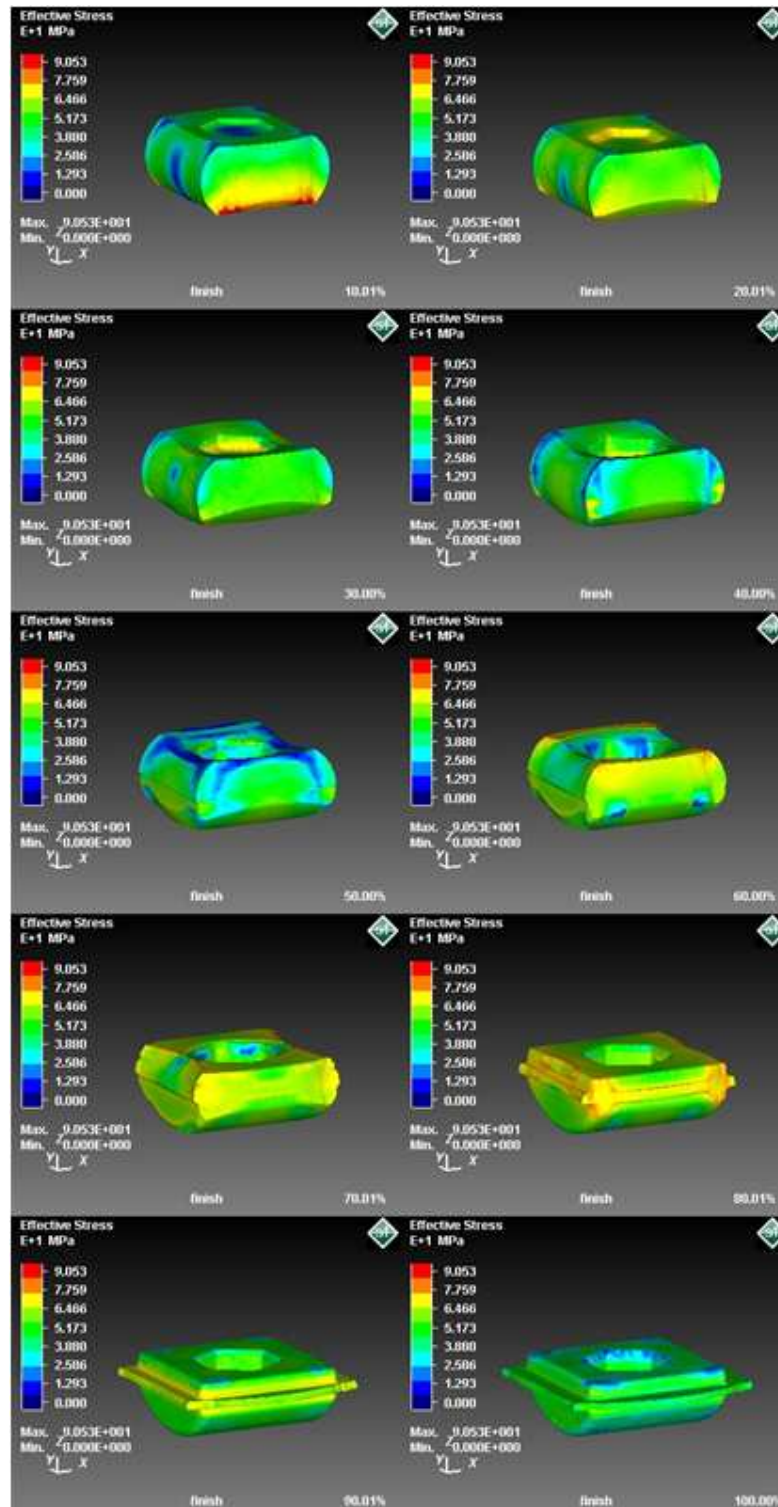 Effective Stress
E+1 MPa
9.053
7.759
6.466
5.173
3.880
2.586
1.293
0.000
Max. 9.053E+001
Min. 0.000E+000
Z
Y X
finish 10.01%
Effective Stress
E+1 MPa
9.053
7.759
6.466
5.173
3.880
2.586
1.293
0.000
Max. 9.053E+001
Min. 0.000E+000
Z
Y X
finish 20.01%
Effective Stress
E+1 MPa
9.053
7.759
6.466
5.173
3.880
2.586
1.293
0.000
Max. 9.053E+001
Min. 0.000E+000
Z
Y X
finish 30.00%
Effective Stress
E+1 MPa
9.053
7.759
6.466
5.173
3.880
2.586
1.293
0.000
Max. 9.053E+001
Min. 0.000E+000
Z
Y X
finish 40.00%
Effective Stress
E+1 MPa
9.053
7.759
6.466
5.173
3.880
2.586
1.293
0.000
Max. 9.053E+001
Min. 0.000E+000
Z
Y X
finish 50.00%
Effective Stress
E+1 MPa
9.053
7.759
6.466
5.173
3.880
2.586
1.293
0.000
Max. 9.053E+001
Min. 0.000E+000
Z
Y X
finish 60.00%
Effective Stress
E+1 MPa
9.053
7.759
6.466
5.173
3.880
2.586
1.293
0.000
Max. 9.053E+001
Min. 0.000E+000
Z
Y X
finish 70.01%
Effective Stress
E+1 MPa
9.053
7.759
6.466
5.173
3.880
2.586
1.293
0.000
Max. 9.053E+001
Min. 0.000E+000
Z
Y X
finish 80.01%
Effective Stress
E+1 MPa
9.053
7.759
6.466
5.173
3.880
2.586
1.293
0.000
Max. 9.053E+001
Min. 0.000E+000
Z
Y X
finish 90.01%
Effective Stress
E+1 MPa
9.053
7.759
6.466
5.173
3.880
2.586
1.293
0.000
Max. 9.053E+001
Min. 0.000E+000
Z
Y X
finish 100.00%